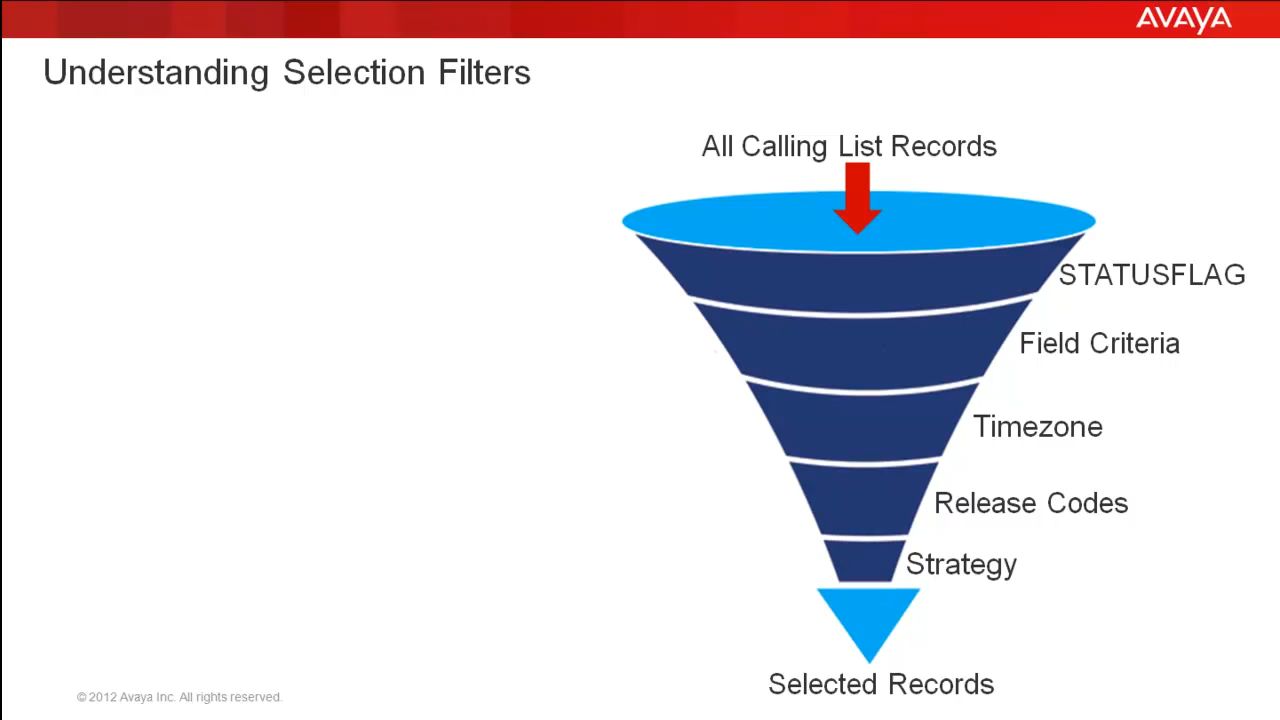 AVAYA
Understanding Selection Filters
All Calling List Records
STATUSFLAG
Field Criteria
Timezone
Release Codes
Strategy
Selected Records
© 2012 Avaya Inc. All rights reserved.